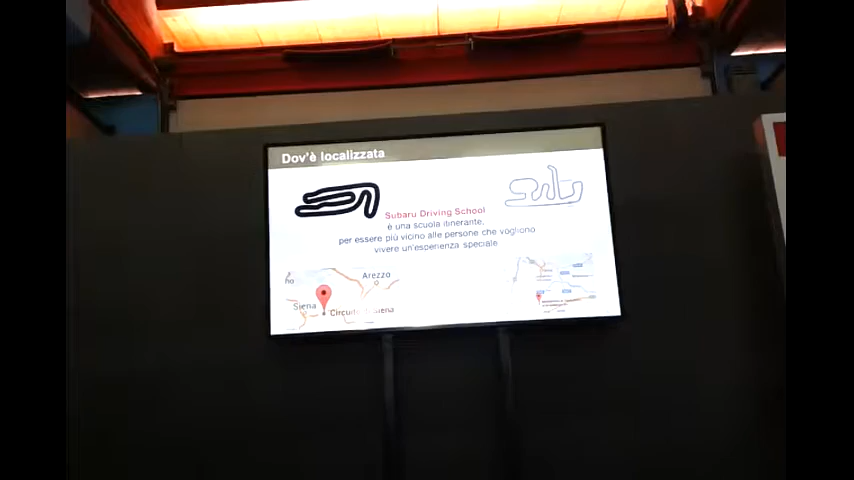 Dov'è localizzata
Subaru Driving School
è una scuola itinerante,
per essere più vicino alle persone che vogliono
vivere un'esperienza speciale
Arezzo
Siena